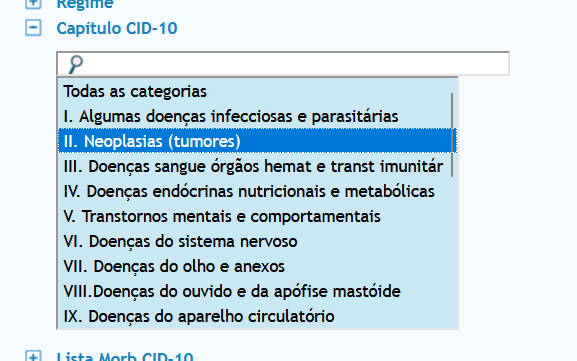 Regime
Capítulo CID-10
Todas as categorias
I. Algumas doenças infecciosas e parasitárias
II. Neoplasias (tumores)
III. Doenças sangue órgãos hemat e transt imunitár
IV. Doenças endócrinas nutricionais e metabólicas
V. Transtornos mentais e comportamentais
VI. Doenças do sistema nervoso
VII. Doenças do olho e anexos
VIII.Doenças do ouvido e da apófise mastóide
IX. Doenças do aparelho circulatório
Lista Morb CID-10